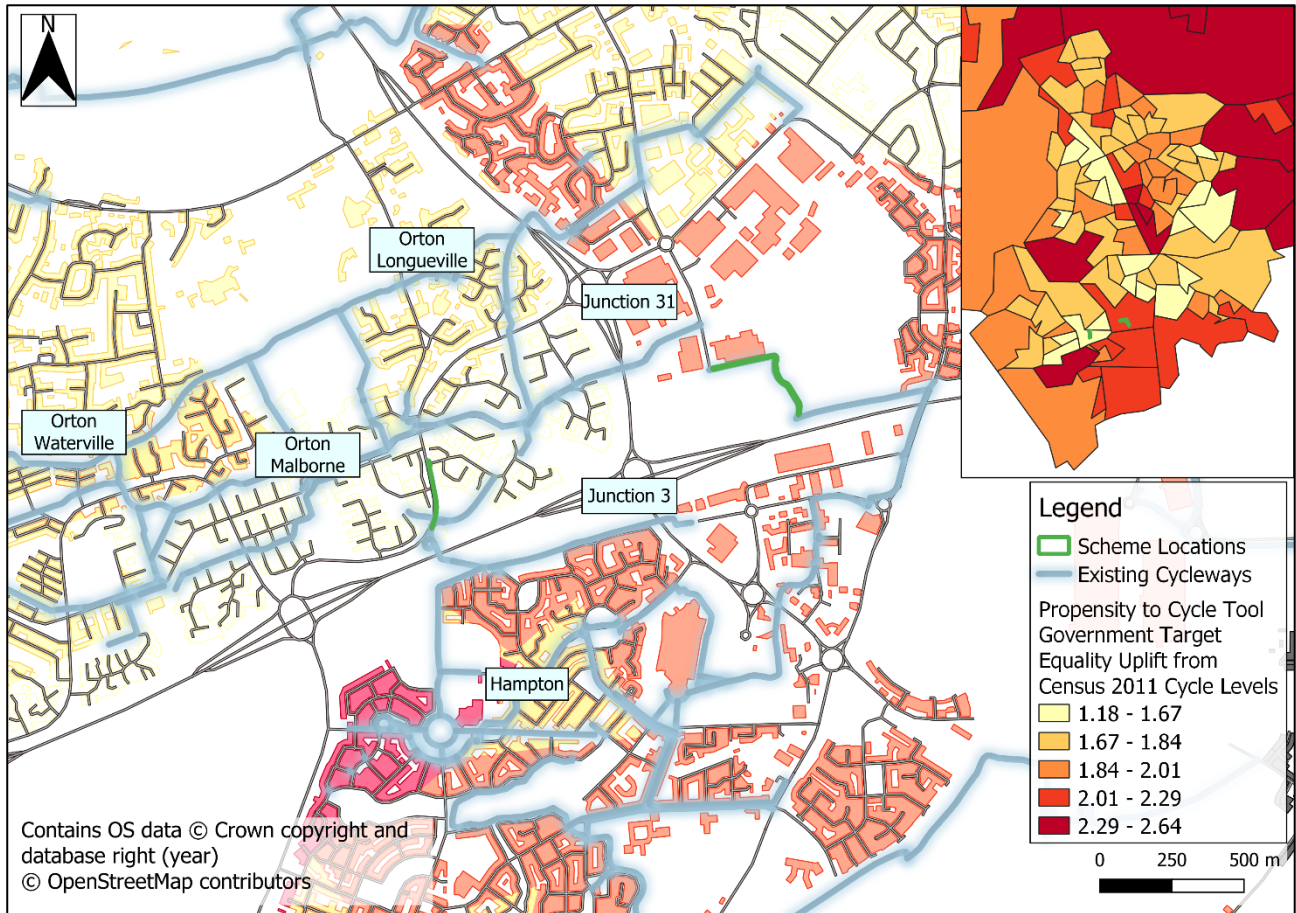 N
Orton
Longueville
Junction 31
Orton
Waterville
Orton
Malborne
Junction 3
Hampton
Legend
Scheme Locations
Existing Cycleways
Propensity to Cycle Tool
Government Target
Equality Uplift from
Census 2011 Cycle Levels
1.18 - 1.67
1.67 - 1.84
1.84 - 2.01
2.01 - 2.29
2.29 - 2.64
0 250 500 m
Contains OS data © Crown copyright and
database right (year)
© OpenStreetMap contributors